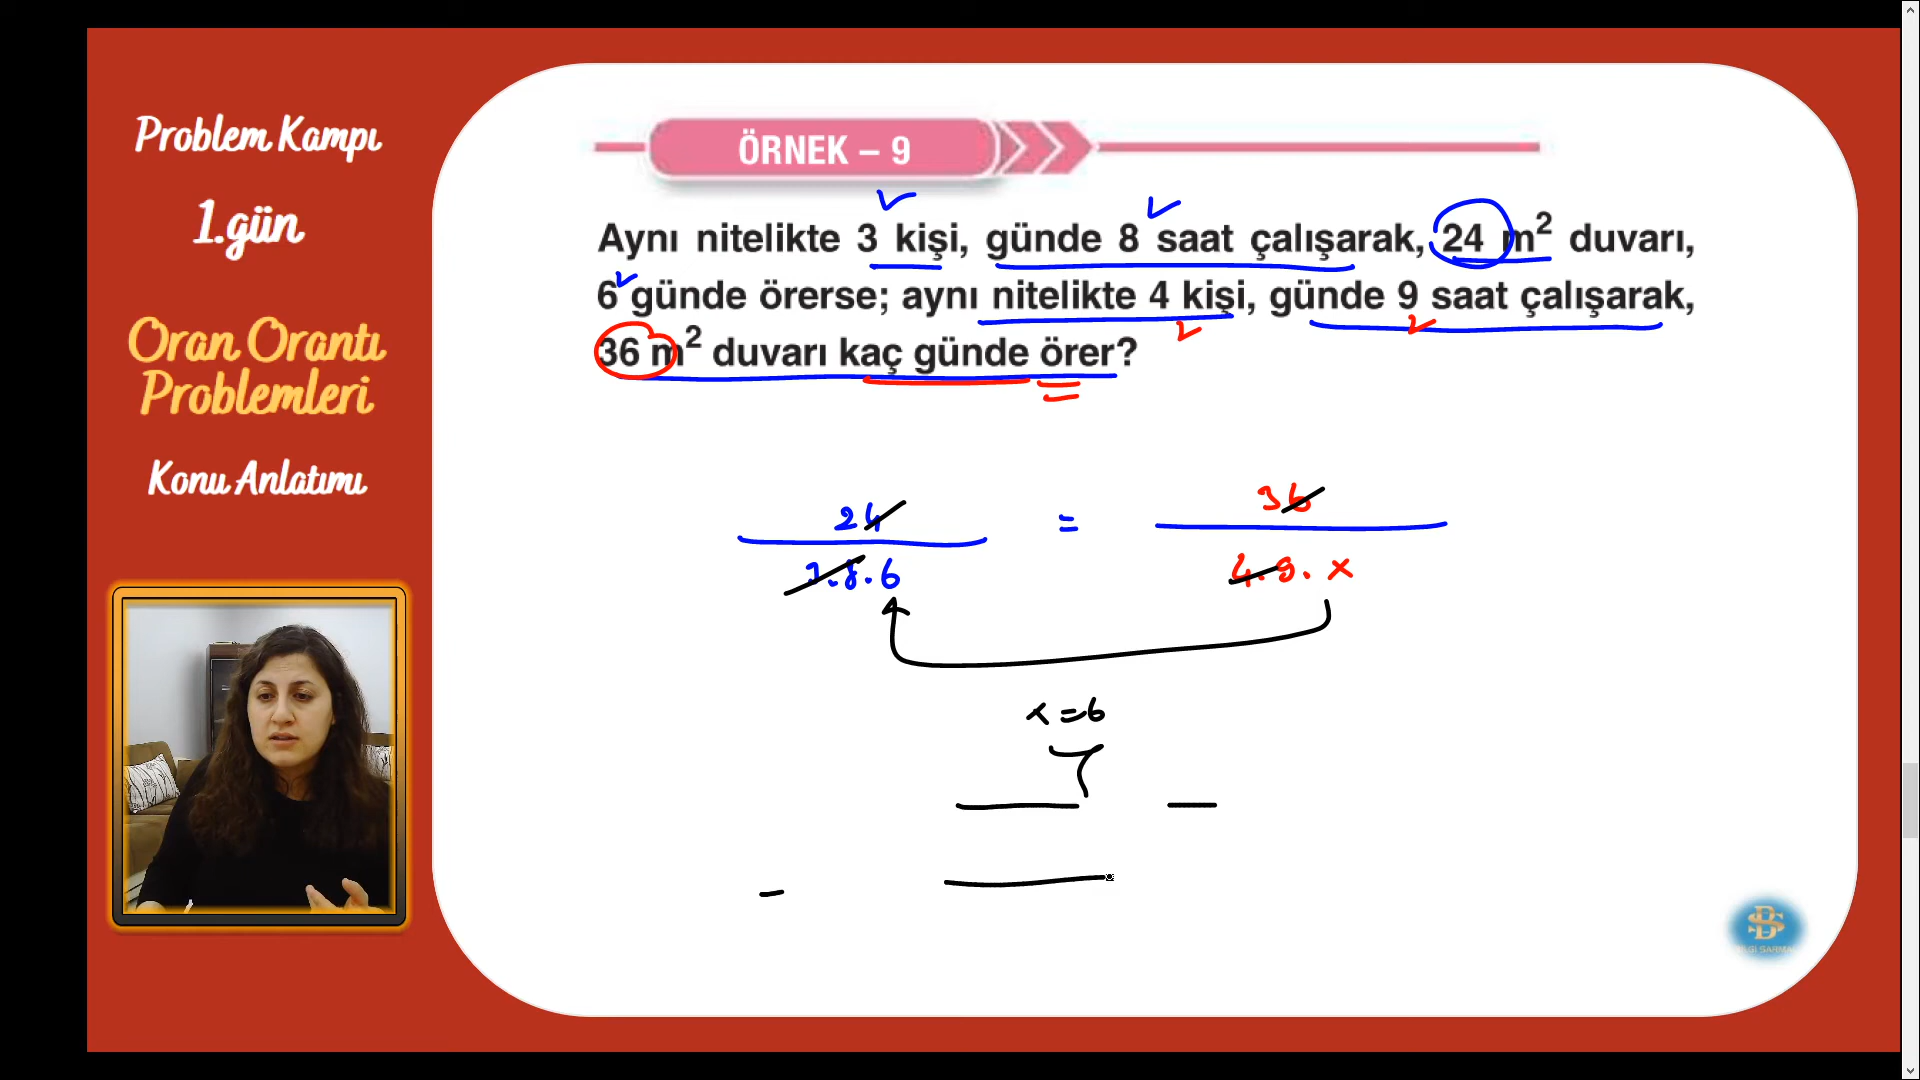 Problem Kampı
1.gün
Oran Orantı
Problemleri
Konu Anlatımı
ÖRNEK – 9
Aynı nitelikte 3 kişi, günde 8 saat çalışarak, 24 m² duvarı,
6 günde örerse; aynı nitelikte 4 kişi, günde 9 saat çalışarak,
36 m² duvarı kaç günde örer?
24 = 36
3.8.6 4.9.x
x=6